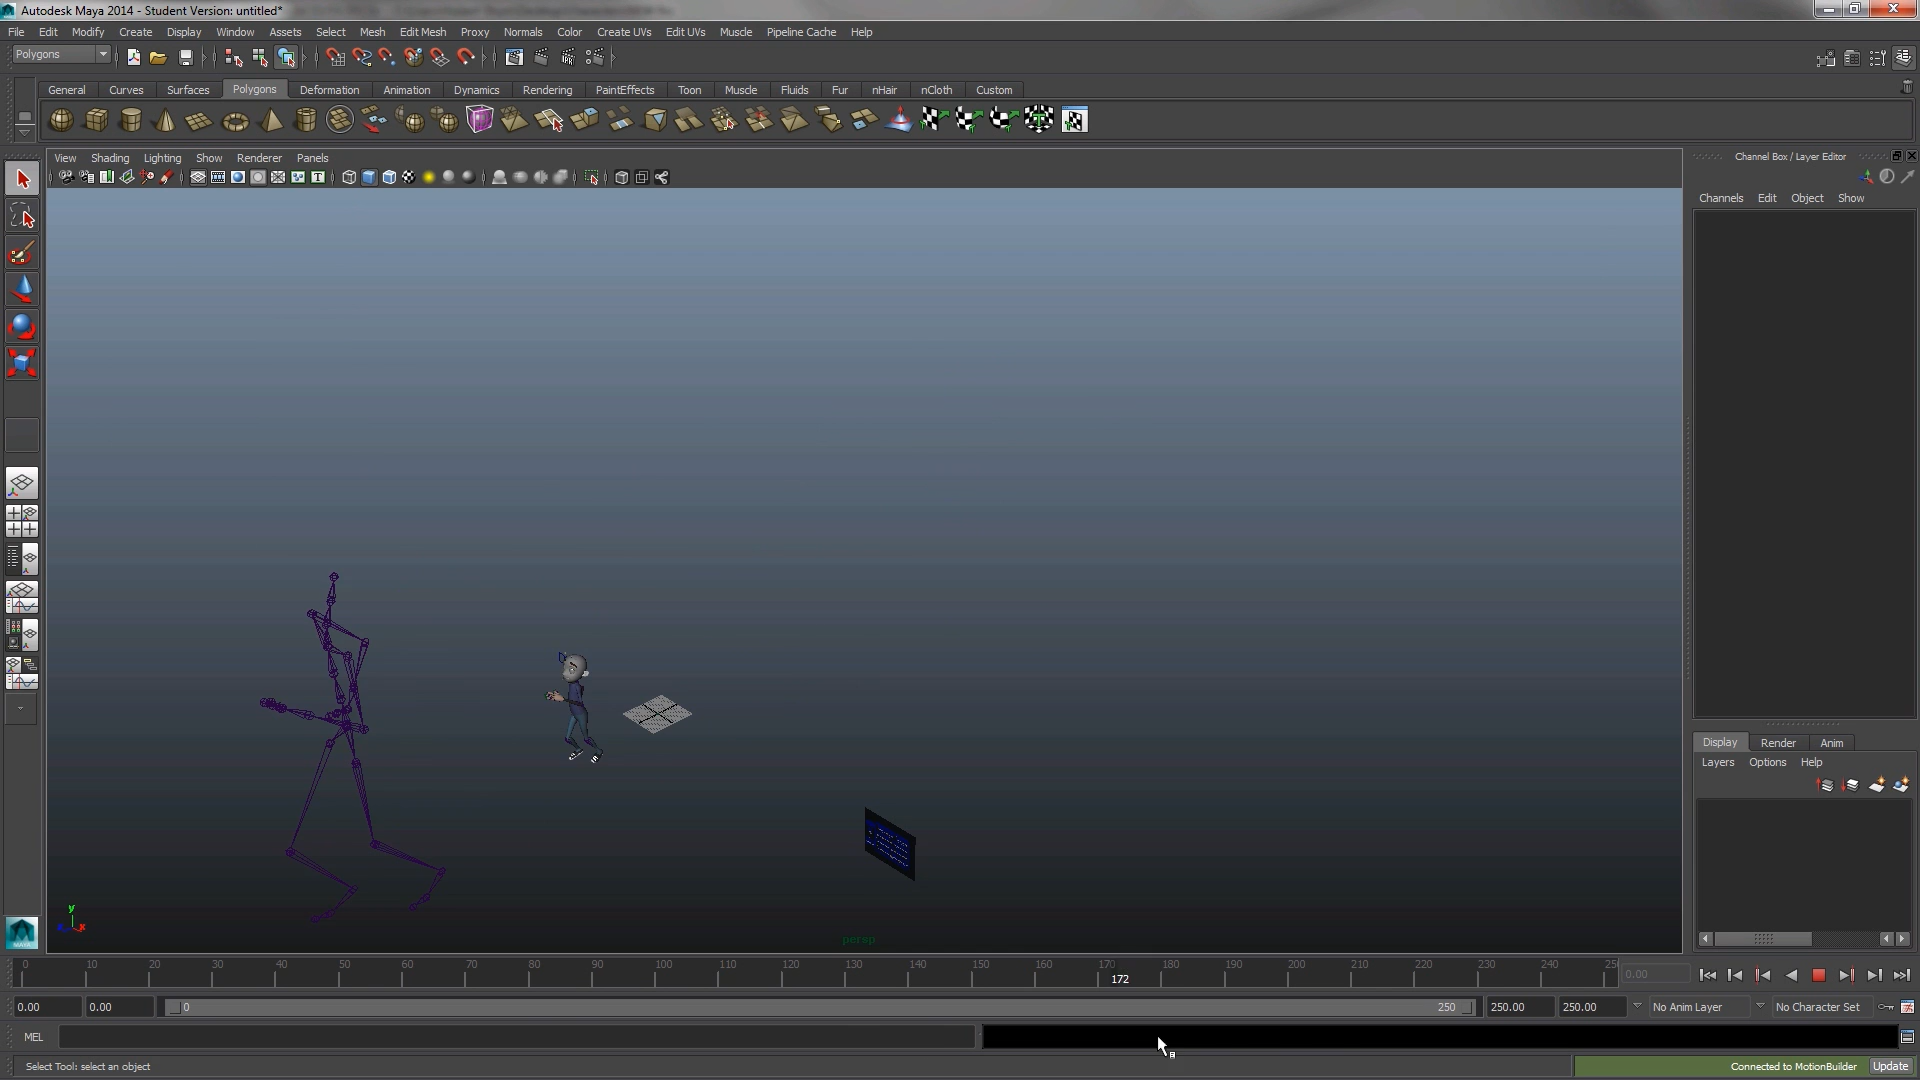 Autodesk Maya 2014 - Student Version: untitled*
File Edit Modify Create Display Window Assets Select Mesh Edit Mesh Proxy Normals Color Create UVs Edit UVs Muscle Pipeline Cache Help
Polygons
General Curves Surfaces Polygons Deformation Animation Dynamics Rendering PaintEffects Toon Muscle Fluids Fur nHair nCloth Custom
View Shading Lighting Show Renderer Panels
Channel Box / Layer Editor
Channels Edit Object Show
Display Render Anim
Layers Options Help
y
x
persp
0 10 20 30 40 50 60 70 80 90 100 110 120 130 140 150 160 170 180 190 200 210 220 230 240
172
0.00
0.00 0.00 0 250 250.00 250.00 No Anim Layer No Character Set
MEL
Select Tool: select an object
Connected to MotionBuilder Update